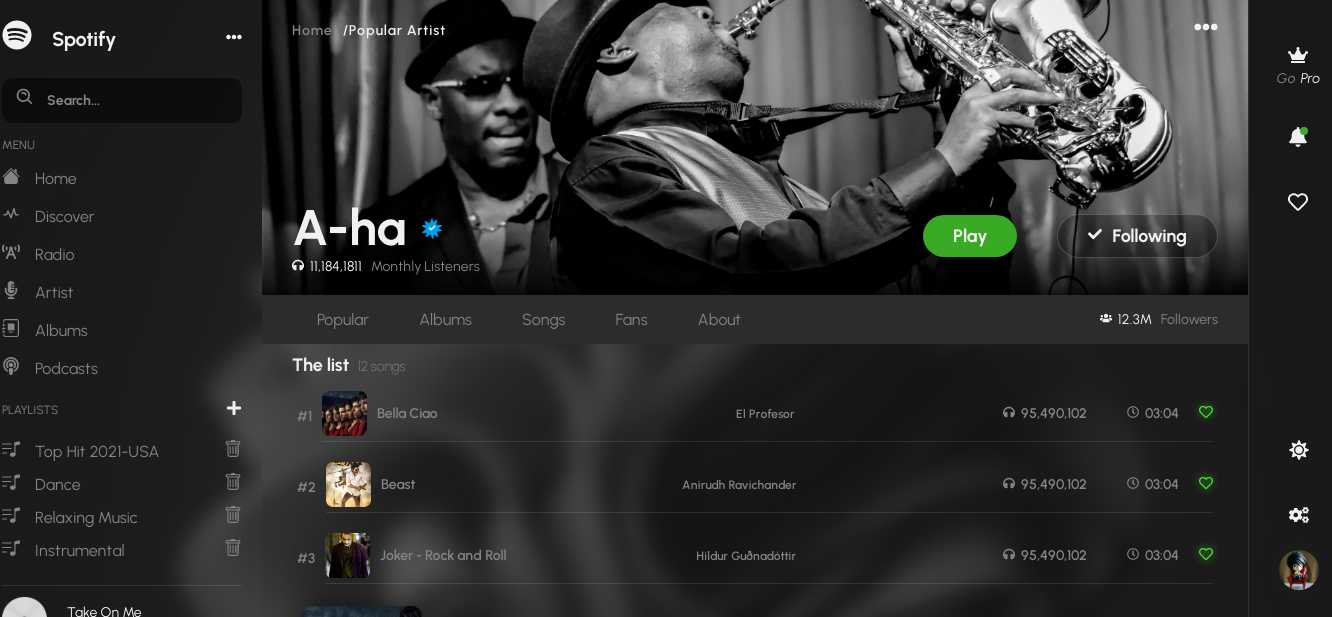 Spotify
Search...
MENU
Home
Discover
Radio
Artist
Albums
Podcasts
PLAYLISTS
Top Hit 2021-USA
Dance
Relaxing Music
Instrumental
Take On Me
Home /Popular Artist
A-ha
11,184,1811 Monthly Listeners
Play
Following
Popular Albums Songs Fans About
12.3M Followers
The list 12 songs
#1 Bella Ciao El Profesor 95,490,102 03:04
#2 Beast Anirudh Ravichander 95,490,102 03:04
#3 Joker - Rock and Roll Hildur Guðnadóttir 95,490,102 03:04
Go Pro